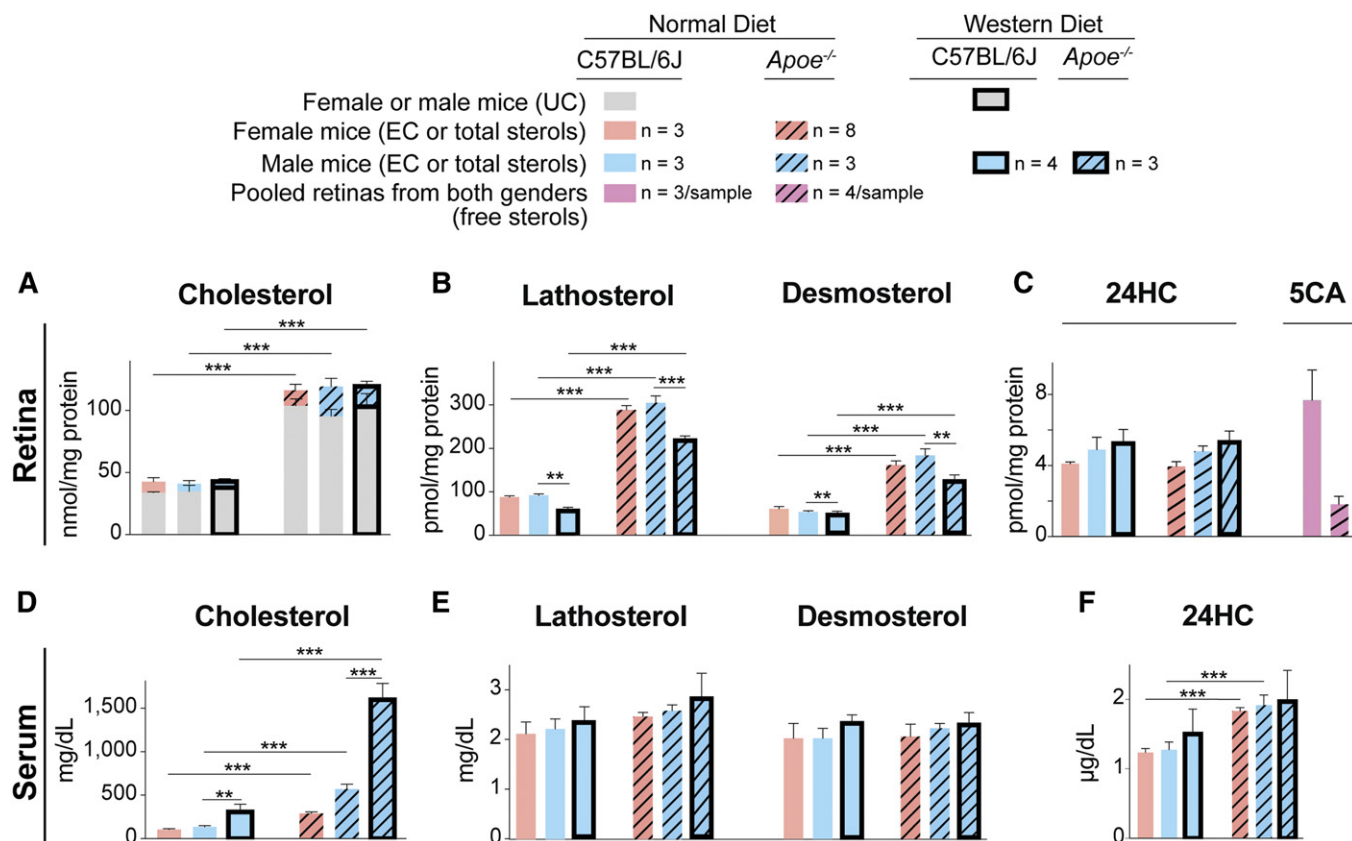 Normal Diet Western Diet
C57BL/6J Apoe-/- C57BL/6J Apoe-/-
Female or male mice (UC)
Female mice (EC or total sterols) n = 3 n = 8
Male mice (EC or total sterols) n = 3 n = 3 n = 4 n = 3
Pooled retinas from both genders n = 3/sample n = 4/sample
(free sterols)
A Cholesterol B Lathosterol Desmosterol C 24HC 5CA
Retina
nmol/mg protein
100
50
0
***
***
***
pmol/mg protein
300
200
100
0
***
***
***
***
**
***
***
***
**
**
pmol/mg protein
8
4
0
D Cholesterol E Lathosterol Desmosterol F 24HC
Serum
mg/dL
1,500
1,000
500
0
***
***
***
***
**
mg/dL
3
2
1
0
µg/dL
2
1
0
***
***